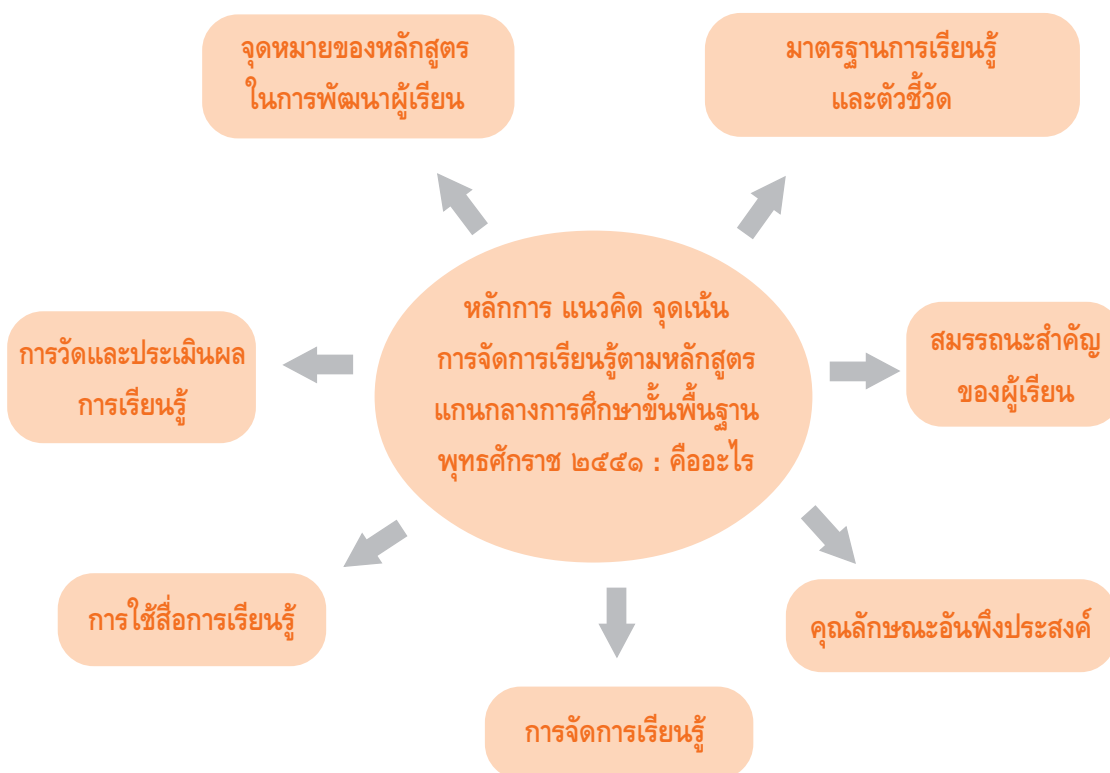 จุดหมายของหลักสูตร
ในการพัฒนาผู้เรียน
มาตรฐานการเรียนรู้
และตัวชี้วัด
หลักการ แนวคิด จุดเน้น
การจัดการเรียนรู้ตามหลักสูตร
แกนกลางการศึกษาขั้นพื้นฐาน
พุทธศักราช ๒๕๕๑ : คืออะไร
การวัดและประเมินผล
การเรียนรู้
สมรรถนะสำคัญ
ของผู้เรียน
การใช้สื่อการเรียนรู้
คุณลักษณะอันพึงประสงค์
การจัดการเรียนรู้